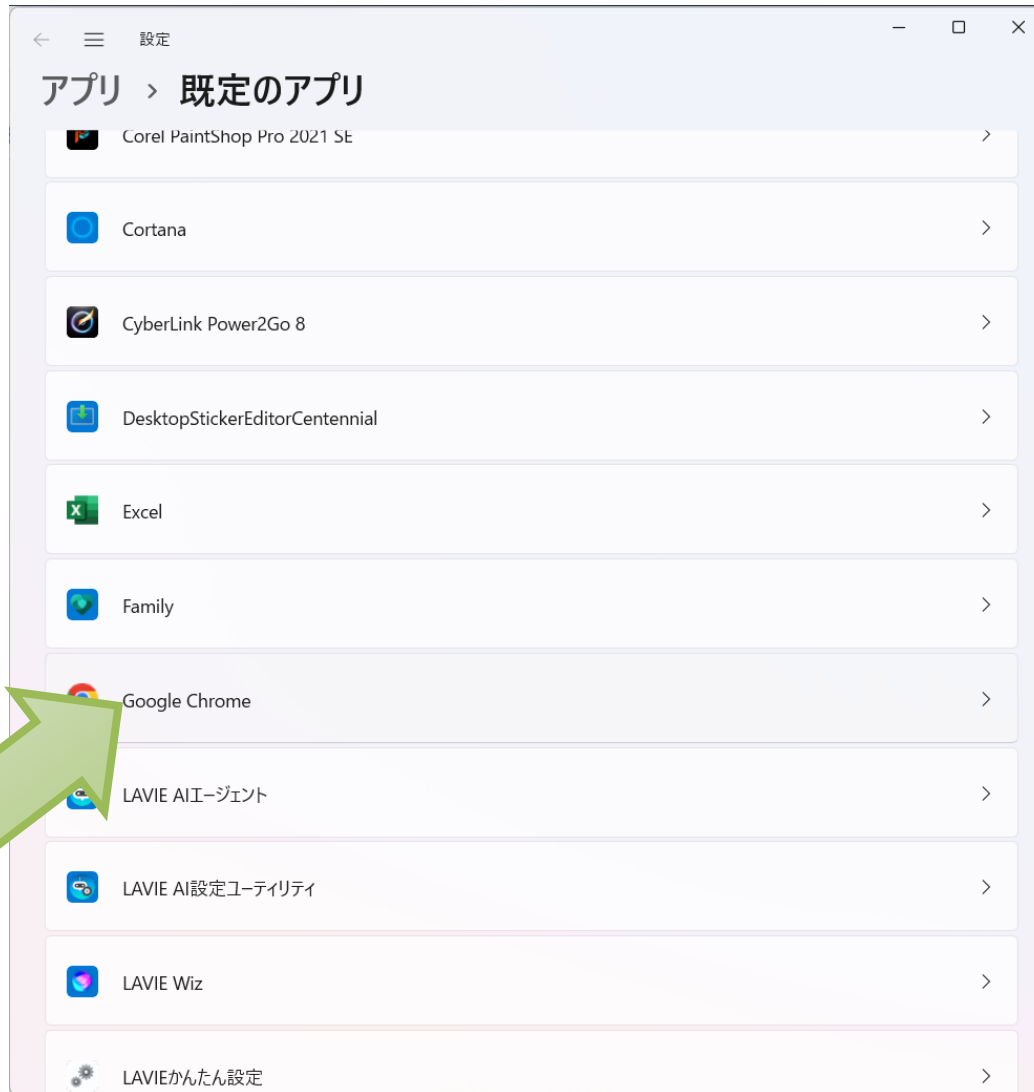 設定
アプリ › 既定のアプリ
Corel PaintShop Pro 2021 SE
Cortana
CyberLink Power2Go 8
DesktopStickerEditorCentennial
Excel
Family
Google Chrome
LAVIE AIエージェント
LAVIE AI設定ユーティリティ
LAVIE Wiz
LAVIEかんたん設定